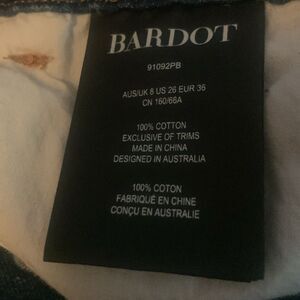 BARDOT
91092PB
AUS/UK 8 US 26 EUR 36
CN 160/66A
100% COTTON
EXCLUSIVE OF TRIMS
MADE IN CHINA
DESIGNED IN AUSTRALIA
100% COTON
FABRIQUÉ EN CHINE
CONÇU EN AUSTRALIE